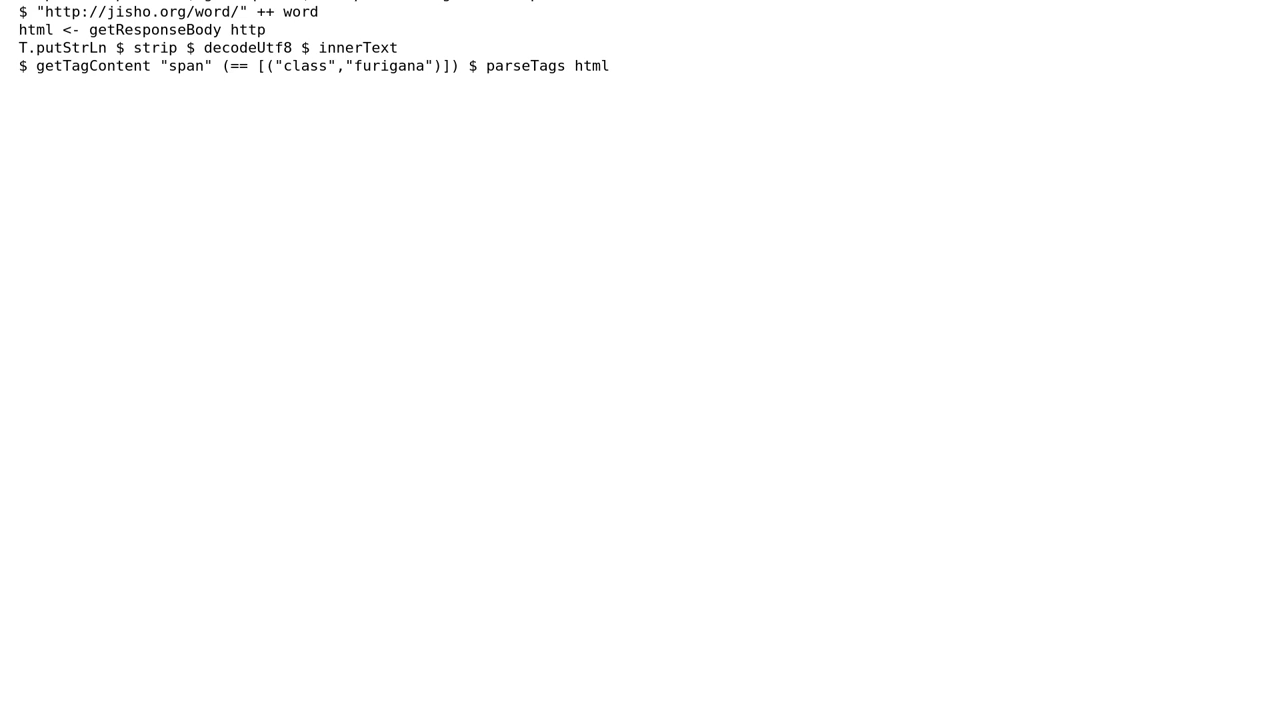 $ "http://jisho.org/word/" ++ word
html <- getResponseBody http
T.putStrLn $ strip $ decodeUtf8 $ innerText
$ getTagContent "span" (== [("class","furigana")]) $ parseTags html